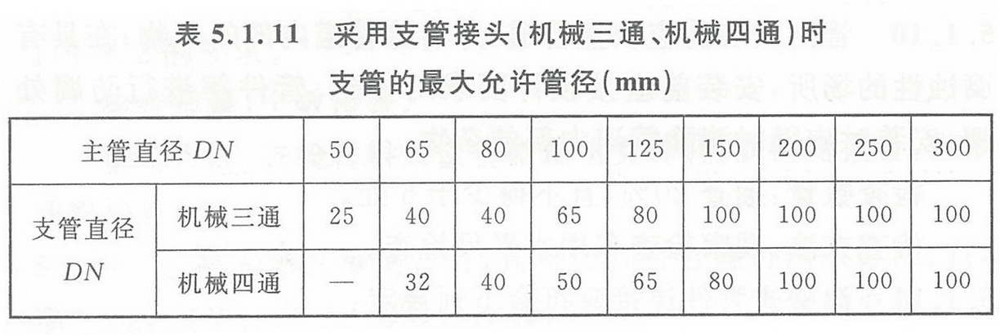 表 5.1.11 采用支管接头(机械三通、机械四通)时
支管的最大允许管径(mm)
主管直径 DN 50 65 80 100 125 150 200 250 300
支管直径 DN
机械三通 25 40 40 65 80 100 100 100 100
机械四通 — 32 40 50 65 80 100 100 100